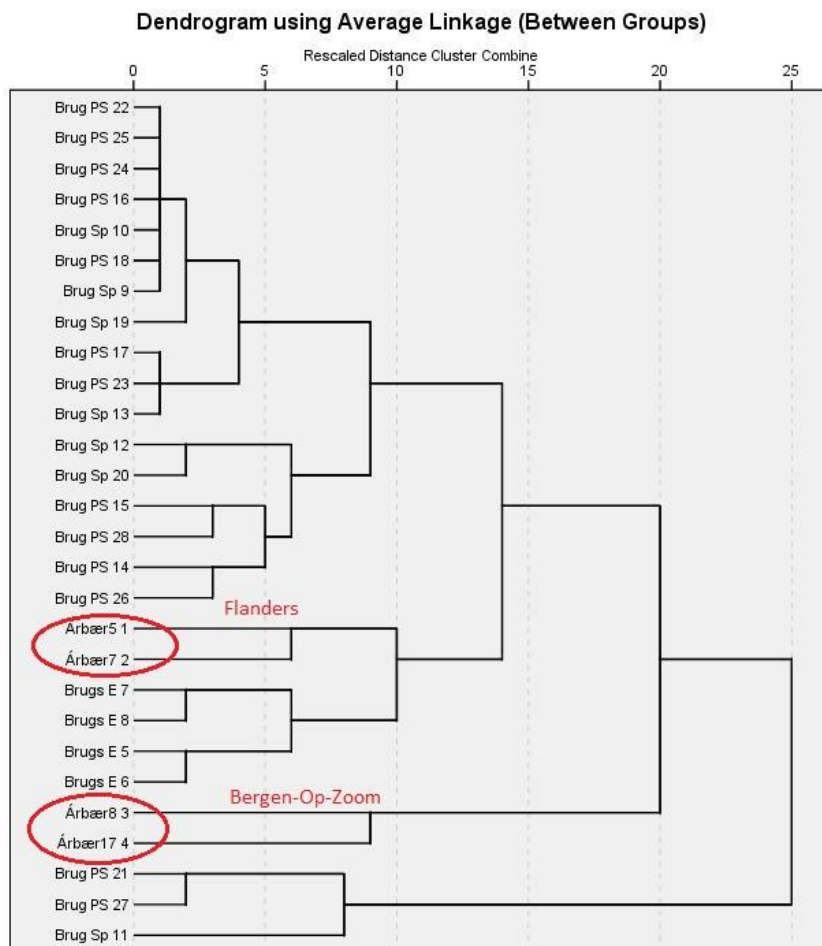 Dendrogram using Average Linkage (Between Groups)
Rescaled Distance Cluster Combine
0 5 10 15 20 25
Brug PS 22
Brug PS 25
Brug PS 24
Brug PS 16
Brug Sp 10
Brug PS 18
Brug Sp 9
Brug Sp 19
Brug PS 17
Brug PS 23
Brug Sp 13
Brug Sp 12
Brug Sp 20
Brug PS 15
Brug PS 28
Brug PS 14
Brug PS 26
Flanders
Árbær5 1
Árbær7 2
Brugs E 7
Brugs E 8
Brugs E 5
Brugs E 6
Bergen-Op-Zoom
Árbær8 3
Árbær17 4
Brug PS 21
Brug PS 27
Brug Sp 11